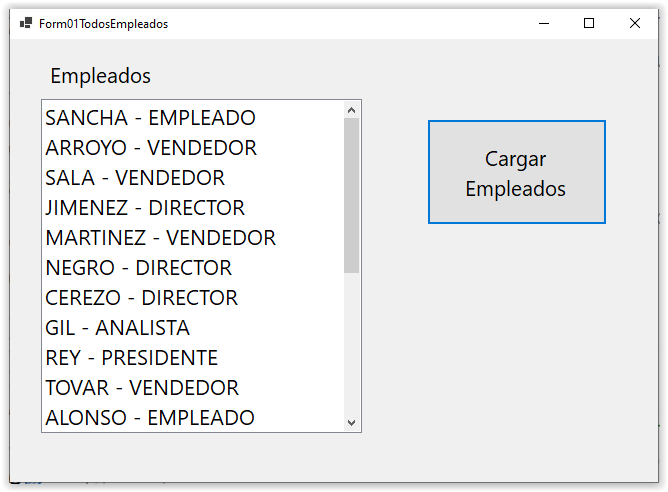 Form01TodosEmpleados
Empleados
SANCHA - EMPLEADO
ARROYO - VENDEDOR
SALA - VENDEDOR
JIMENEZ - DIRECTOR
MARTINEZ - VENDEDOR
NEGRO - DIRECTOR
CEREZO - DIRECTOR
GIL - ANALISTA
REY - PRESIDENTE
TOVAR - VENDEDOR
ALONSO - EMPLEADO
Cargar
Empleados